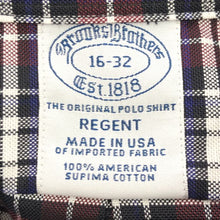 Brooks Brothers
16-32
Est. 1818
THE ORIGINAL POLO SHIRT
REGENT
MADE IN USA
OF IMPORTED FABRIC
100% AMERICAN
SUPIMA COTTON